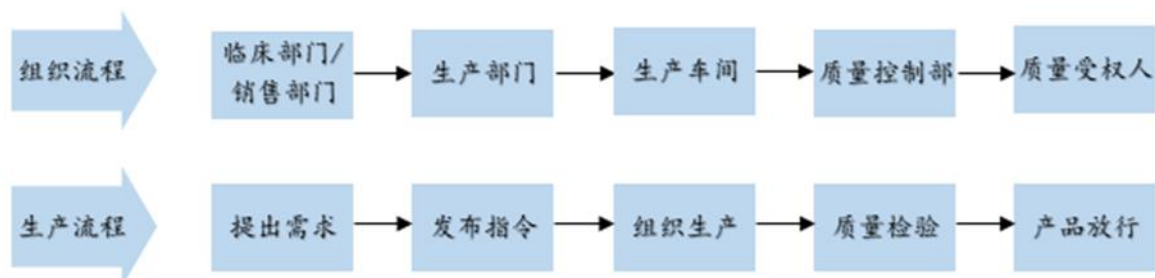 组织流程
临床部门/
销售部门
生产部门
生产车间
质量控制部
质量受权人
生产流程
提出需求
发布指令
组织生产
质量检验
产品放行